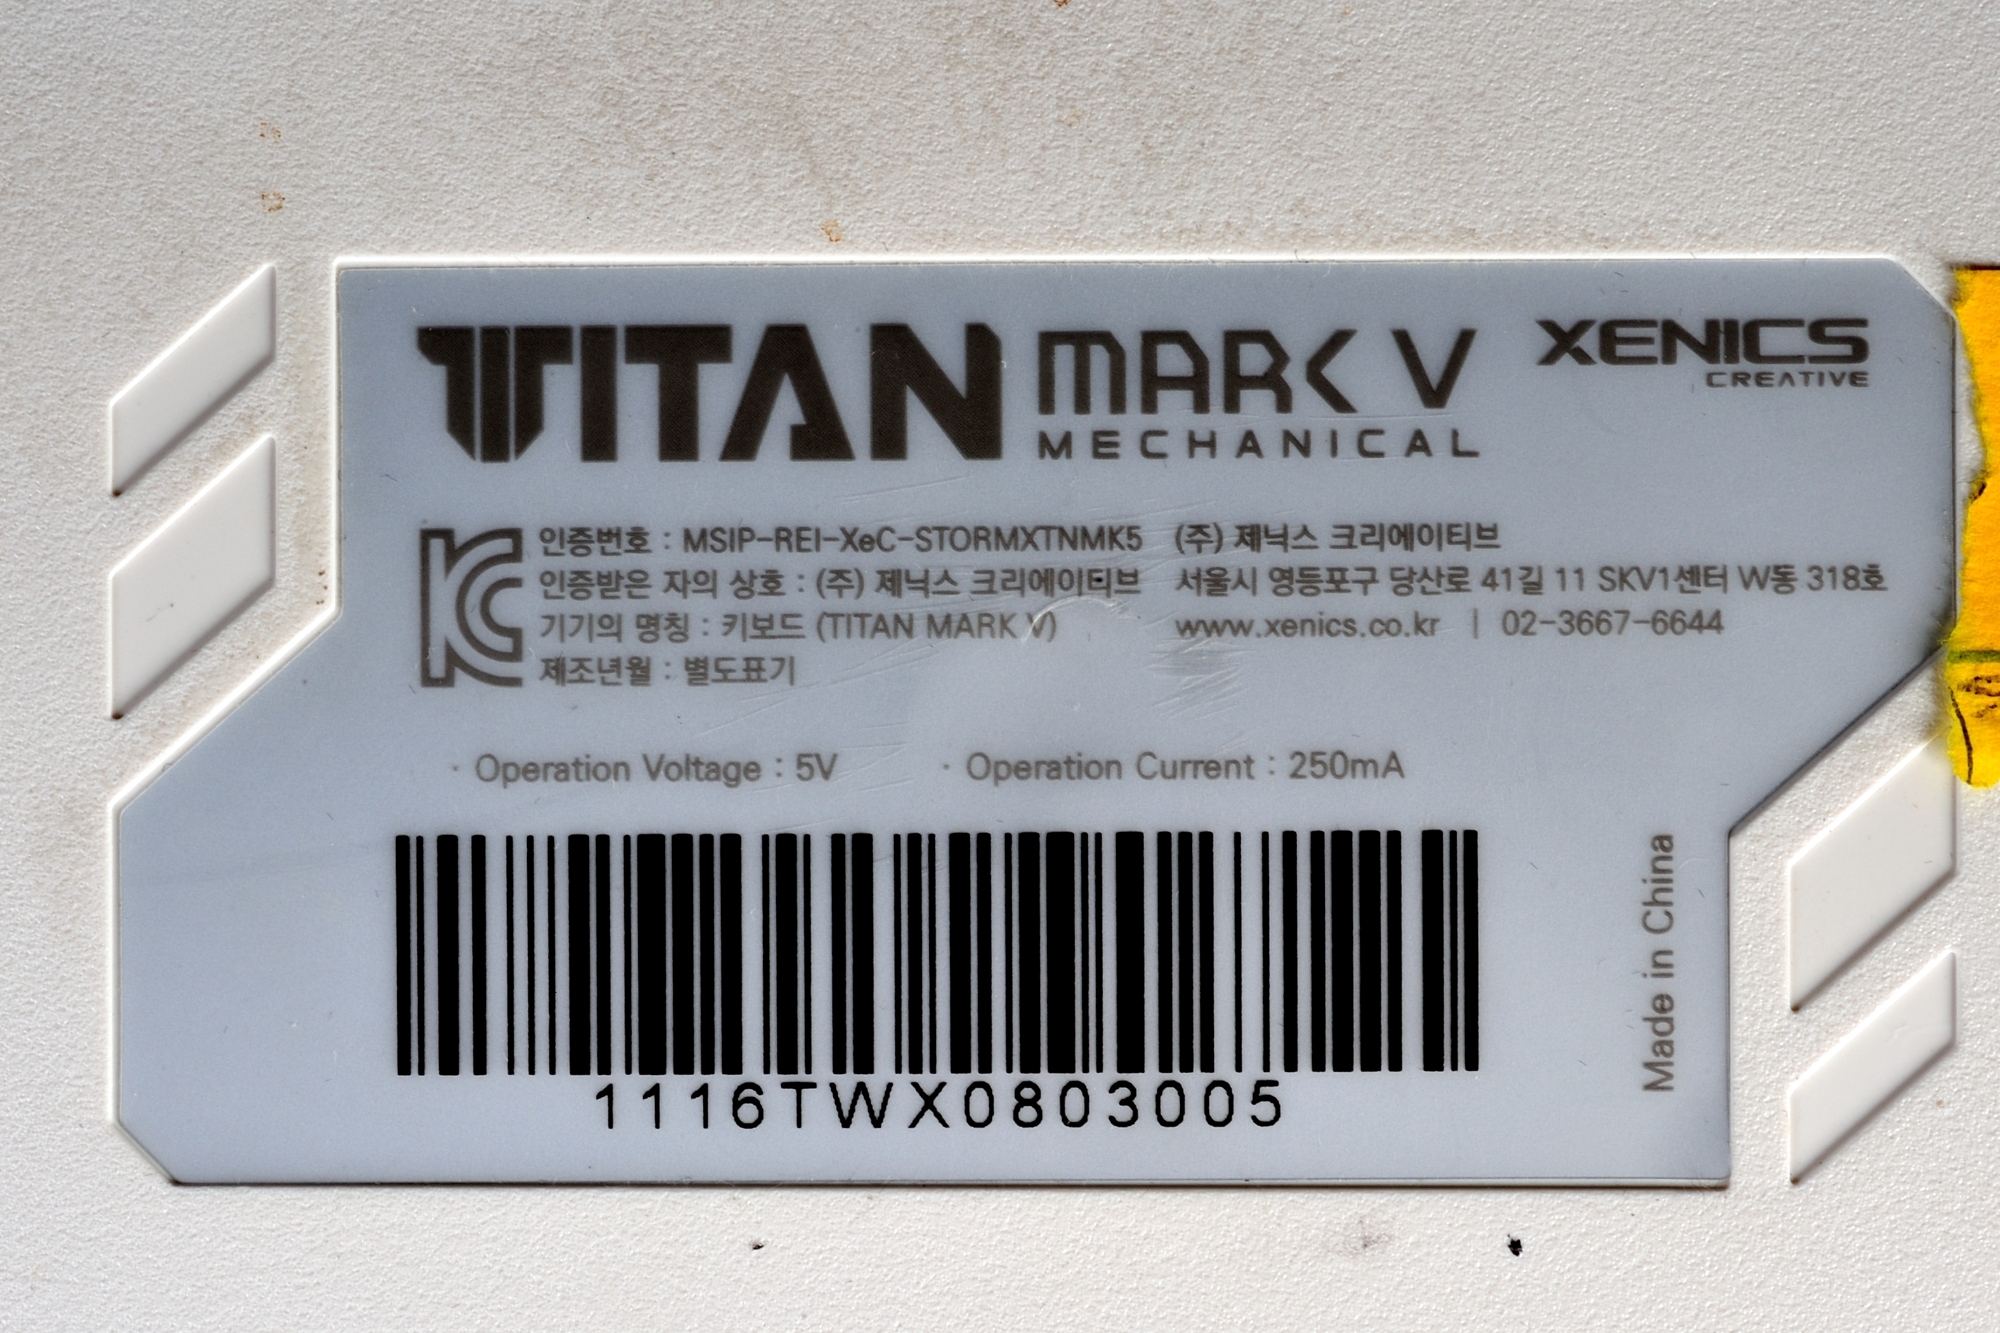 TITAN MARK V
MECHANICAL
XENICS
CREATIVE
KC
인증번호 : MSIP-REI-XeC-STORMXTNMK5
인증받은 자의 상호 : (주) 제닉스 크리에이티브
기기의 명칭 : 키보드 (TITAN MARK V)
제조년월 : 별도표기
(주) 제닉스 크리에이티브
서울시 영등포구 당산로 41길 11 SKV1센터 W동 318호
www.xenics.co.kr | 02-3667-6644
· Operation Voltage : 5V
· Operation Current : 250mA
1116TWX0803005
Made in China